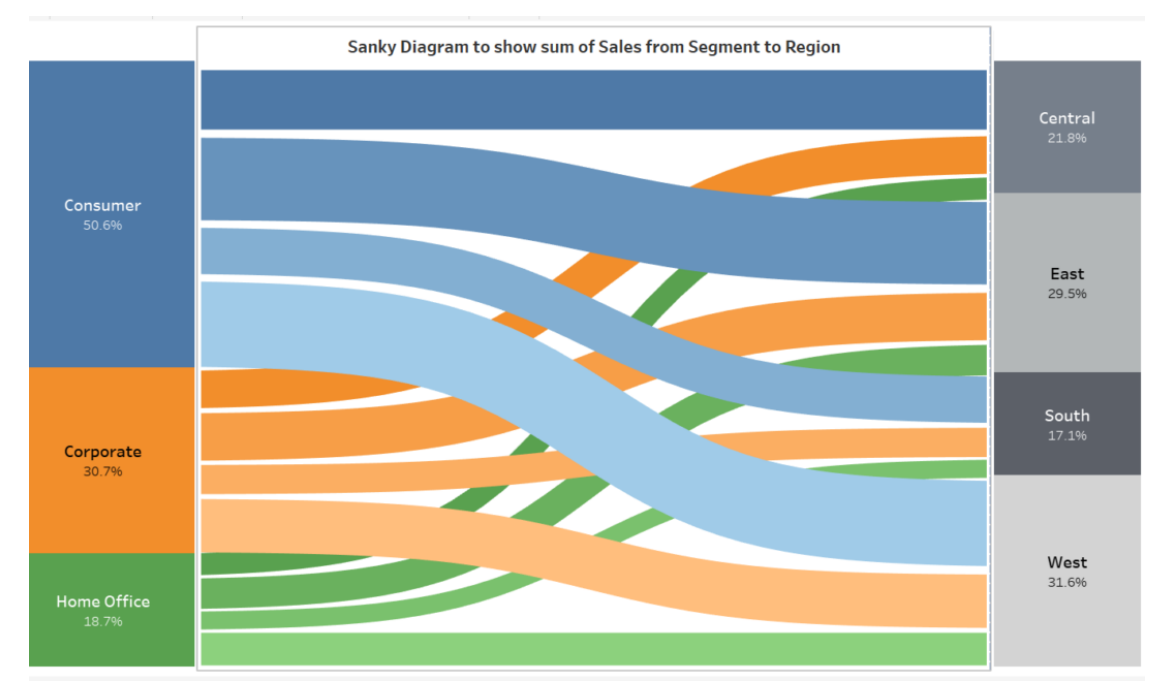 Sanky Diagram to show sum of Sales from Segment to Region
Consumer
50.6%
Corporate
30.7%
Home Office
18.7%
Central
21.8%
East
29.5%
South
17.1%
West
31.6%